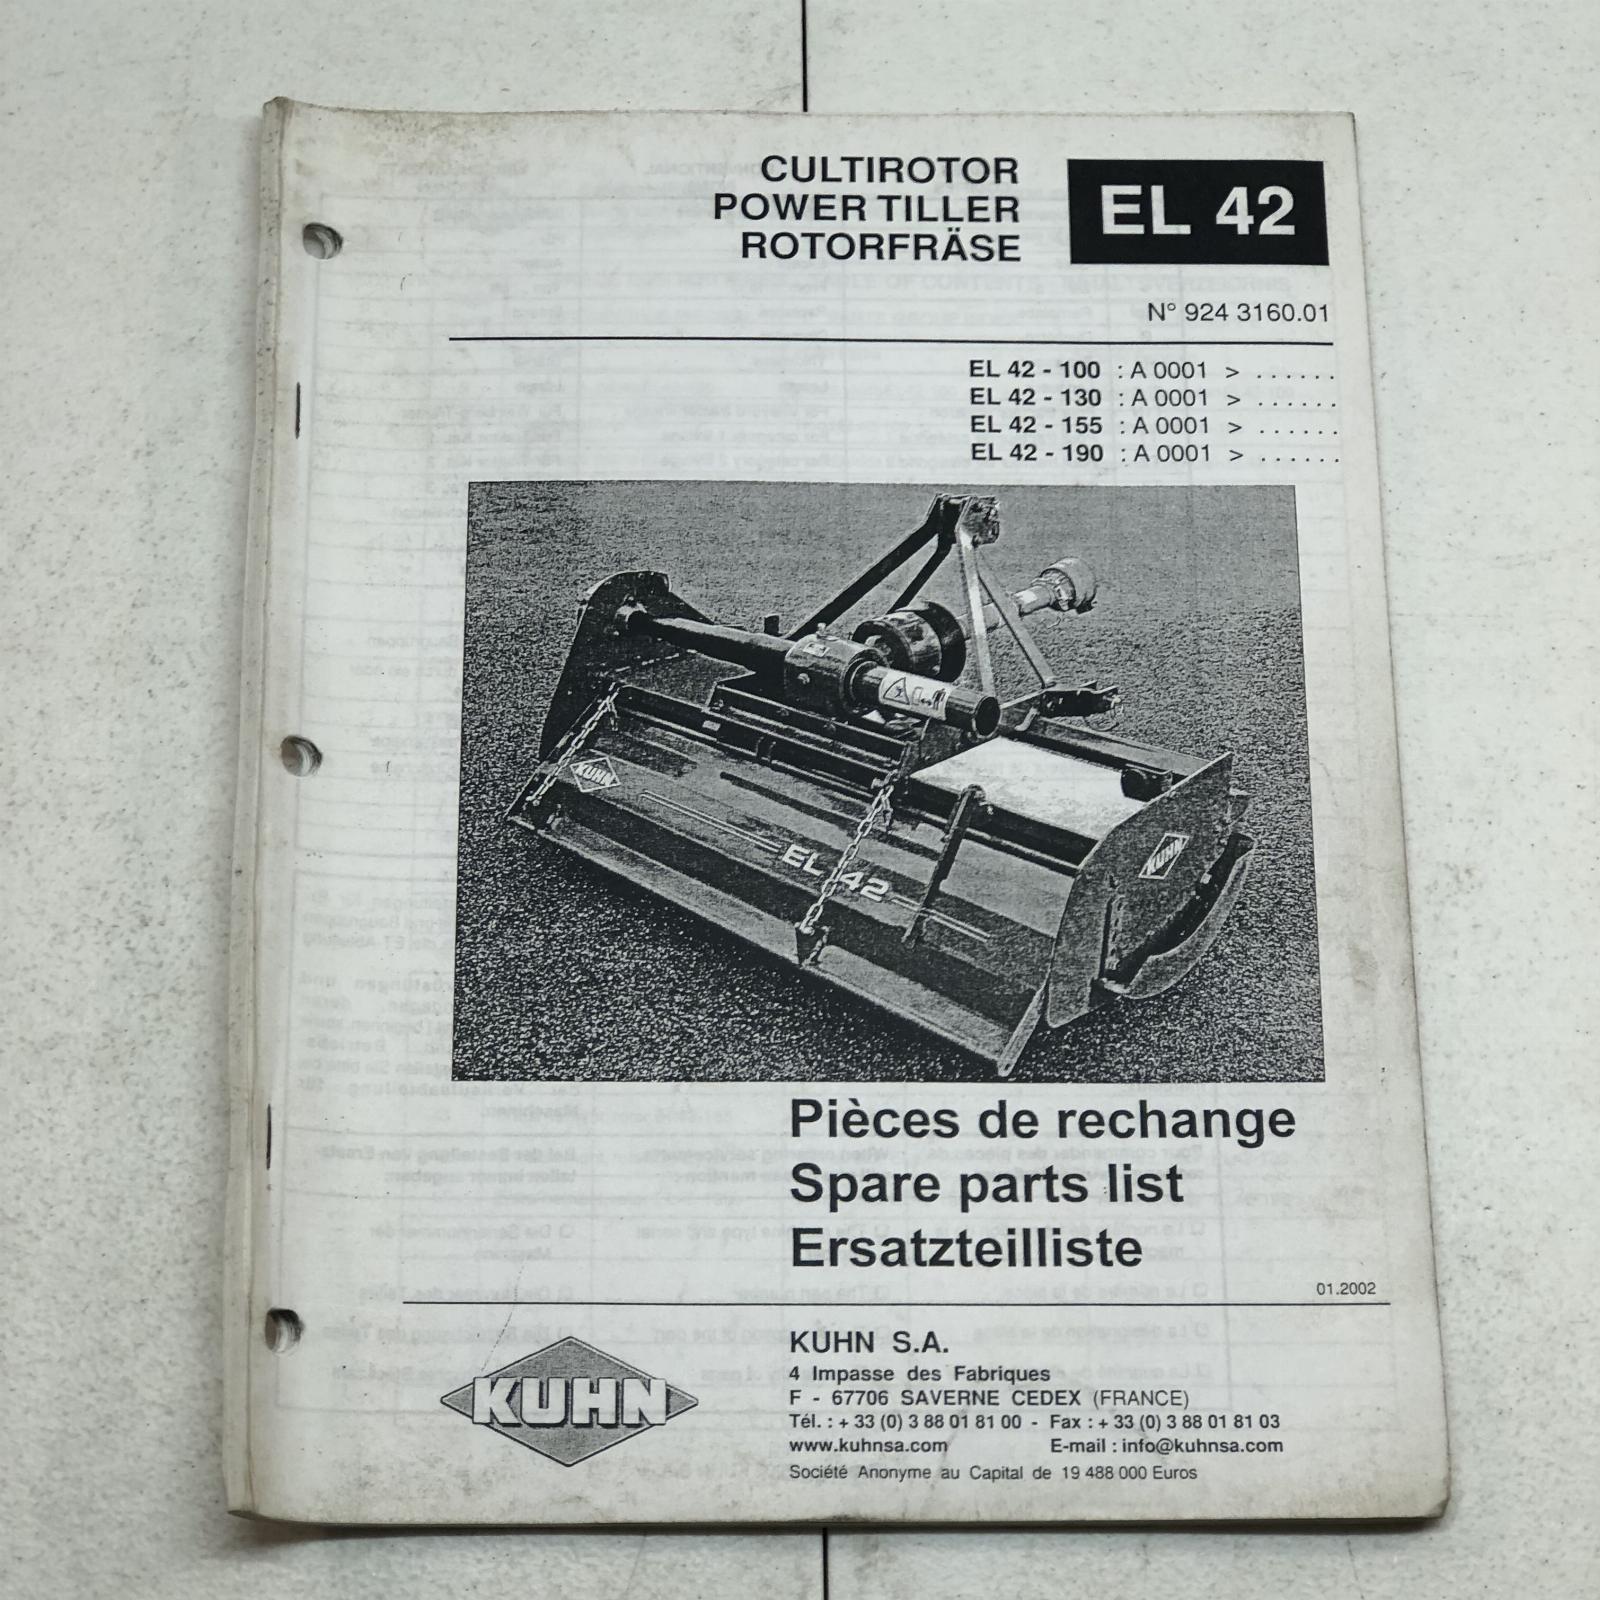 CULTIROTOR
POWER TILLER
ROTORFRÄSE
EL 42
N° 924 3160.01
EL 42 - 100 : A 0001 > . . . . . .
EL 42 - 130 : A 0001 > . . . . . .
EL 42 - 155 : A 0001 > . . . . . .
EL 42 - 190 : A 0001 > . . . . . .
KUHN
EL 42
KUHN
Pièces de rechange
Spare parts list
Ersatzteilliste
01.2002
KUHN
KUHN S.A.
4 Impasse des Fabriques
F - 67706 SAVERNE CEDEX (FRANCE)
Tél. : + 33 (0) 3 88 01 81 00 - Fax : + 33 (0) 3 88 01 81 03
www.kuhnsa.com E-mail : info@kuhnsa.com
Société Anonyme au Capital de 19 488 000 Euros